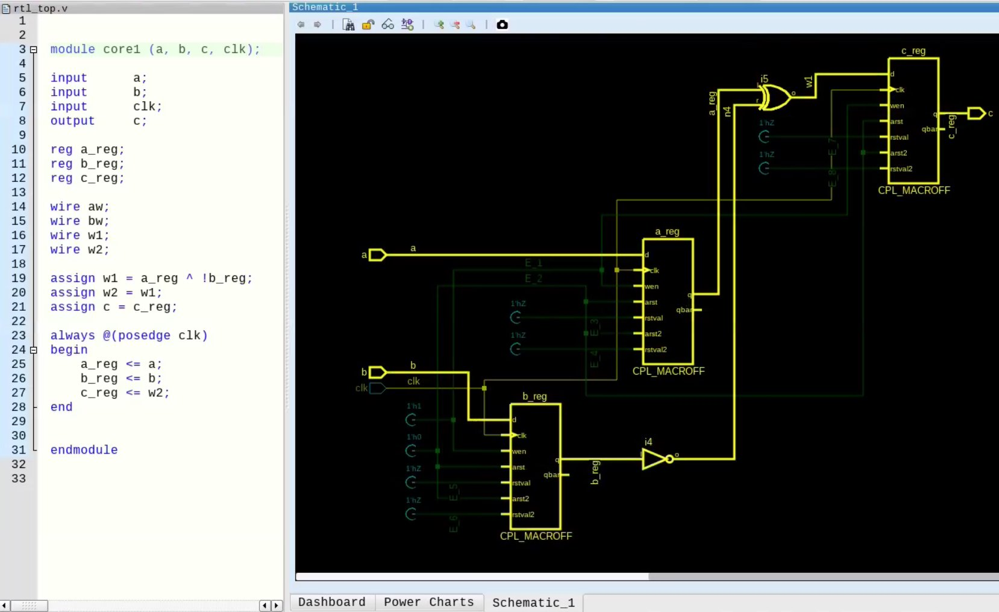 rtl_top.v
1
2
3 module core1 (a, b, c, clk);
4
5 input a;
6 input b;
7 input clk;
8 output c;
9
10 reg a_reg;
11 reg b_reg;
12 reg c_reg;
13
14 wire aw;
15 wire bw;
16 wire w1;
17 wire w2;
18
19 assign w1 = a_reg ^ !b_reg;
20 assign w2 = w1;
21 assign c = c_reg;
22
23 always @(posedge clk)
24 begin
25 a_reg <= a;
26 b_reg <= b;
27 c_reg <= w2;
28 end
29
30
31 endmodule
32
33
Schematic_1
c_reg
d
clk
wen
arst
rstval
arst2
rstval2
q
qbar
c_reg
c
CPL_MACROFF
i5
r
o
w1
a_reg
n4
1'hZ
1'hZ
E_7
E_8
a_reg
a
a
d
clk
wen
arst
rstval
arst2
rstval2
q
qbar
CPL_MACROFF
E_1
E_2
1'hZ
1'hZ
E_3
E_4
b
b
clk
clk
b_reg
d
clk
wen
arst
rstval
arst2
rstval2
q
qbar
CPL_MACROFF
1'h1
1'h0
1'hZ
1'hZ
E_5
E_6
b_reg
i4
o
Dashboard
Power Charts
Schematic_1